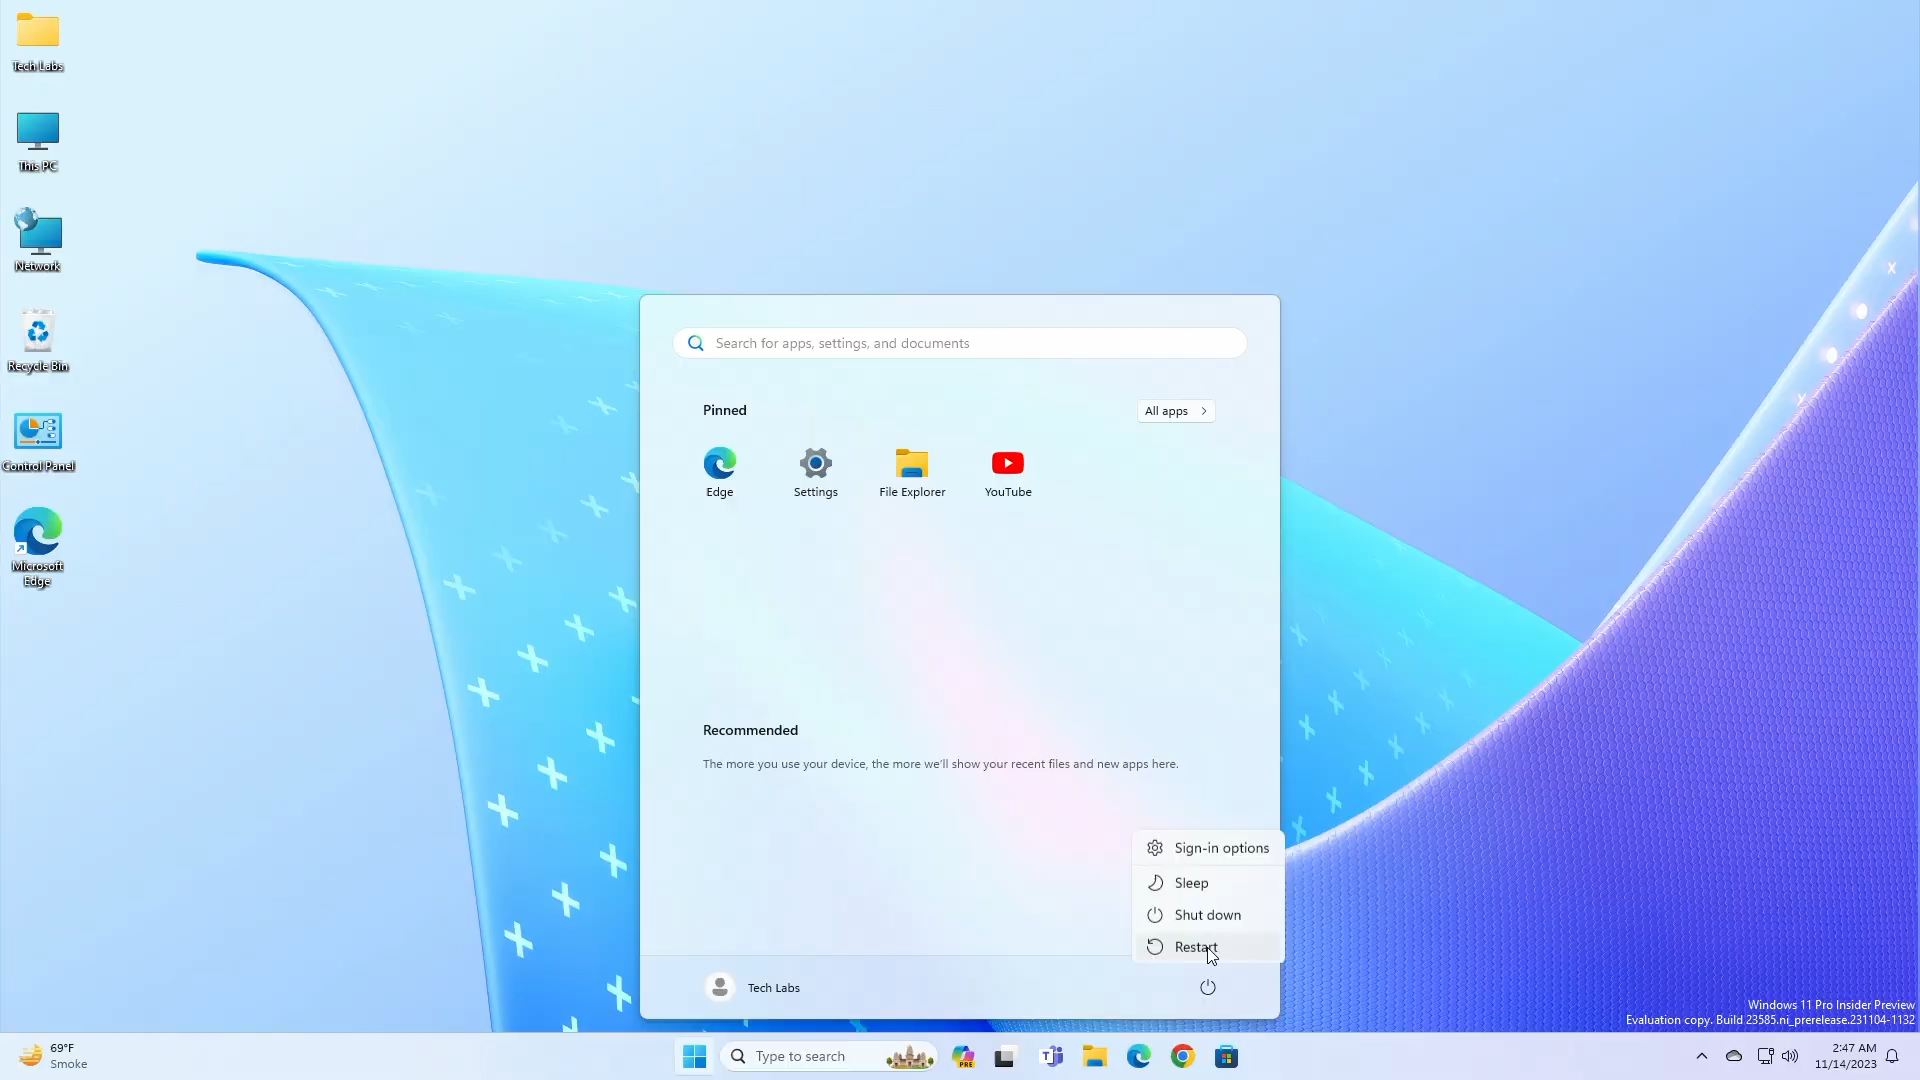 Tech Labs
This PC
Network
Recycle Bin
Control Panel
Microsoft
Edge
Search for apps, settings, and documents
Pinned
All apps
Edge
Settings
File Explorer
YouTube
Recommended
The more you use your device, the more we'll show your recent files and new apps here.
Sign-in options
Sleep
Shut down
Restart
Tech Labs
Windows 11 Pro Insider Preview
Evaluation copy. Build 23585.ni_prerelease.231104-1132
69°F
Smoke
Type to search
PRE
2:47 AM
11/14/2023